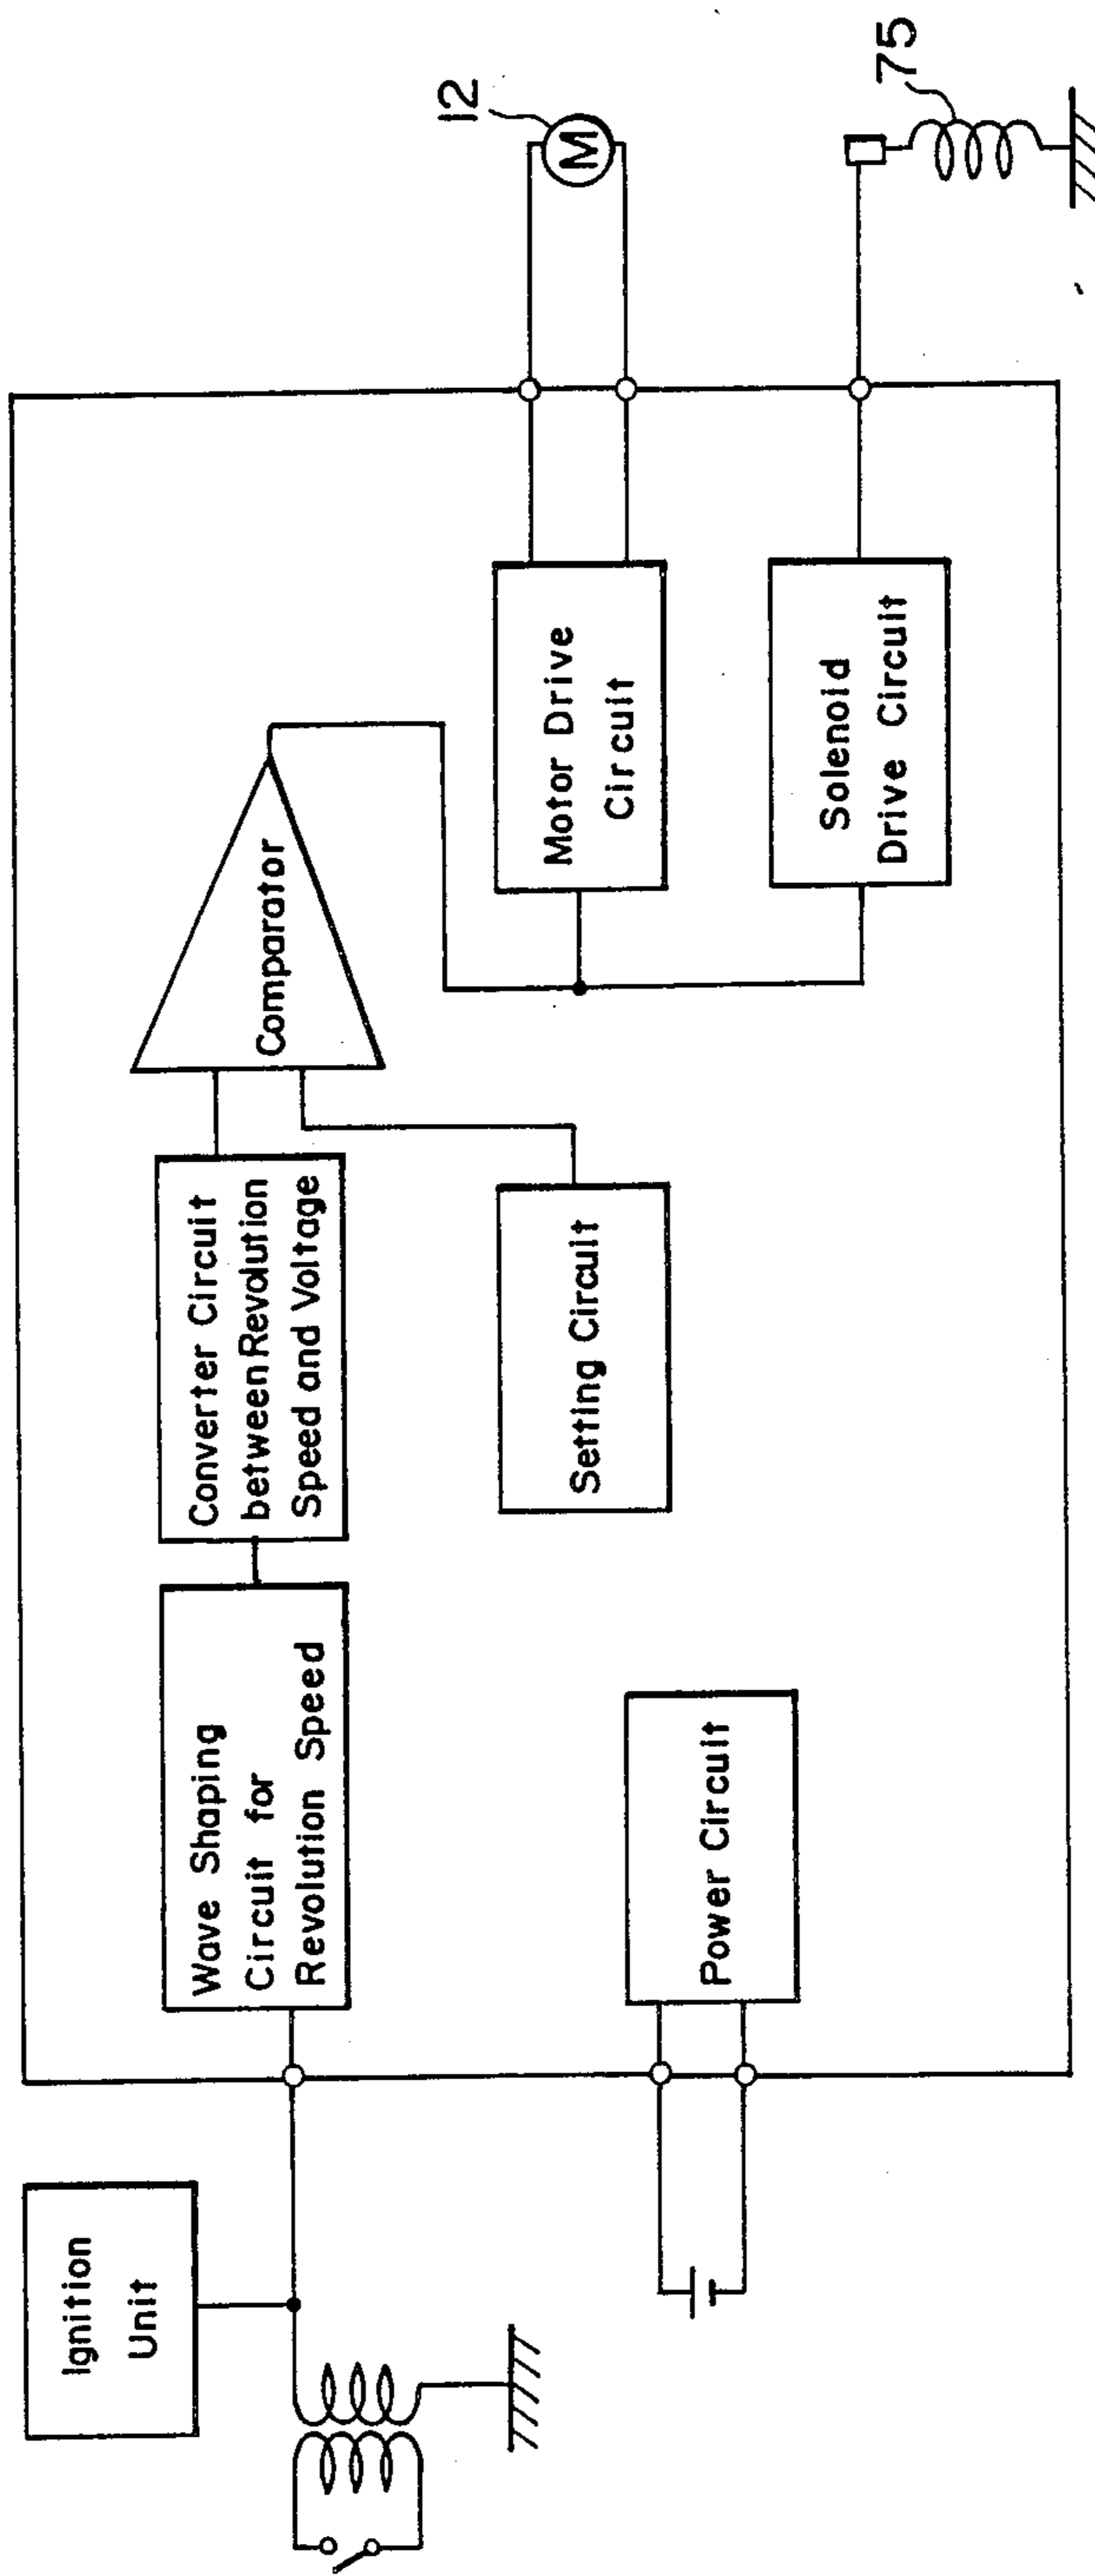 Ignition
Unit
Wave Shaping
Circuit for
Revolution Speed
Converter Circuit
between Revolution
Speed and Voltage
Comparator
Setting Circuit
Power Circuit
Motor Drive
Circuit
Solenoid
Drive Circuit
12
M
75